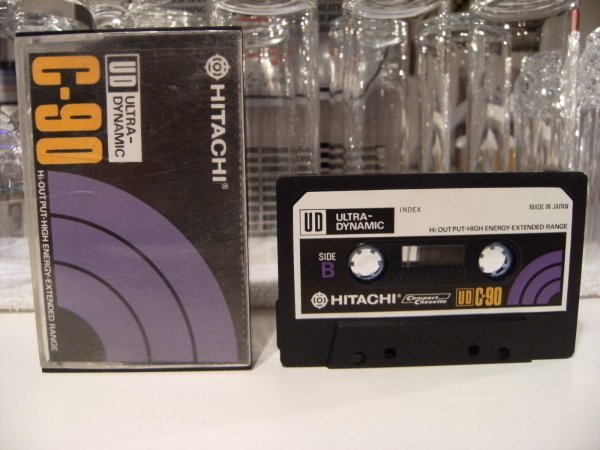 HITACHI®
UD ULTRA-
DYNAMIC
C-90
Hi OUTPUT·HIGH ENERGY·EXTENDED RANGE
UD ULTRA-
DYNAMIC
INDEX
MADE IN JAPAN
Hi OUTPUT·HIGH ENERGY·EXTENDED RANGE
SIDE
B
HITACHI®
Compact
Cassette
UD C-90